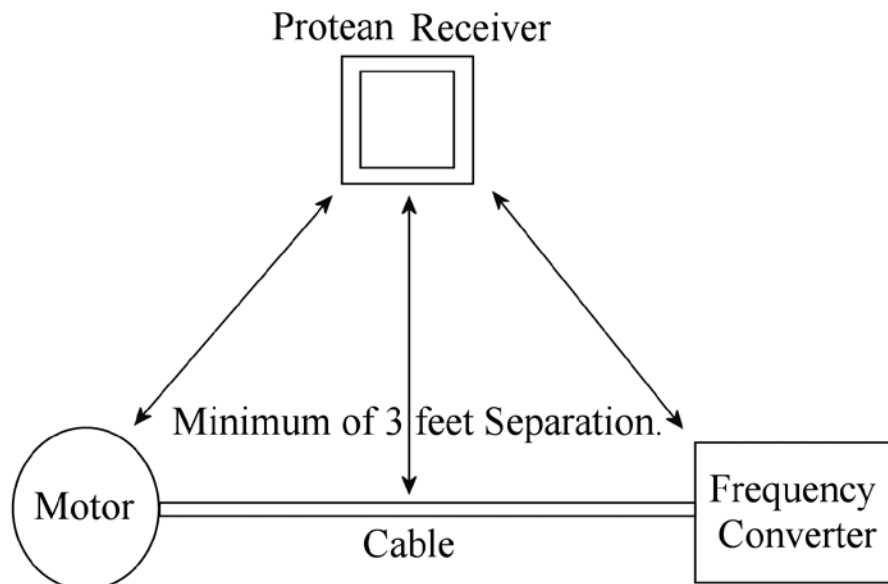 Protean Receiver
Minimum of 3 feet Separation.
Motor
Cable
Frequency
Converter